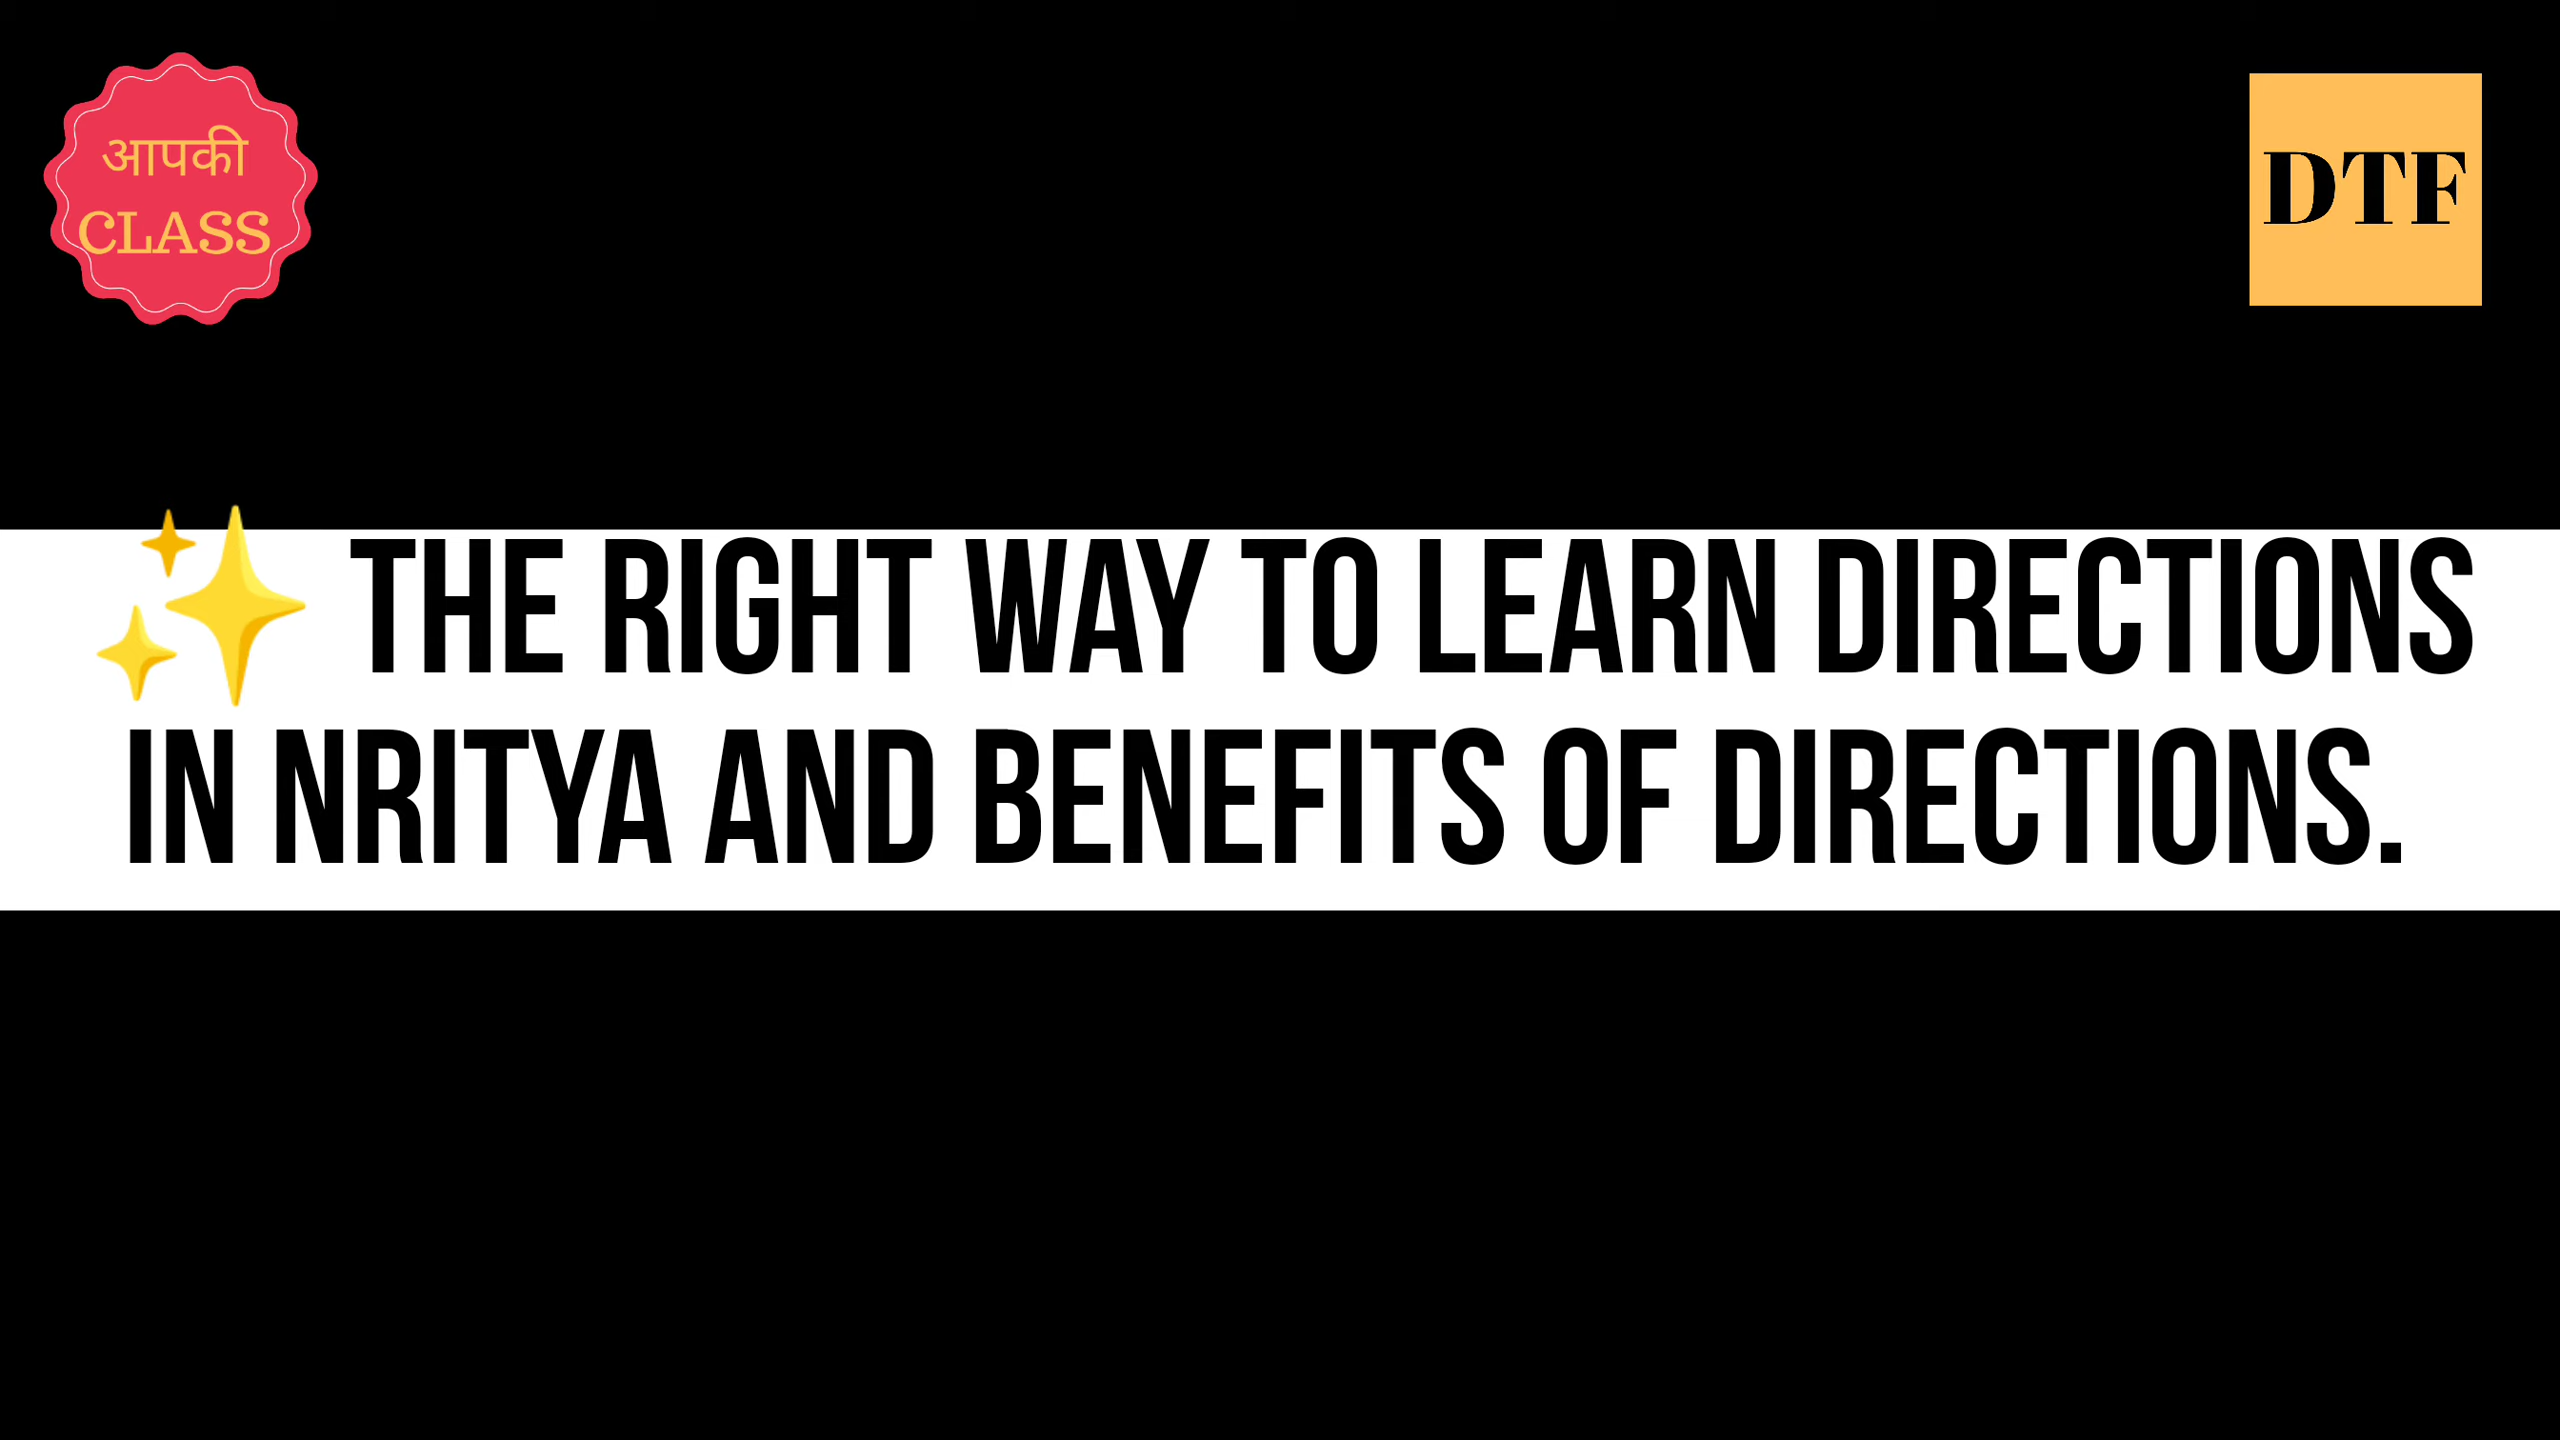 आपकी
CLASS
DTF
✨ THE RIGHT WAY TO LEARN DIRECTIONS
IN NRITYA AND BENEFITS OF DIRECTIONS.